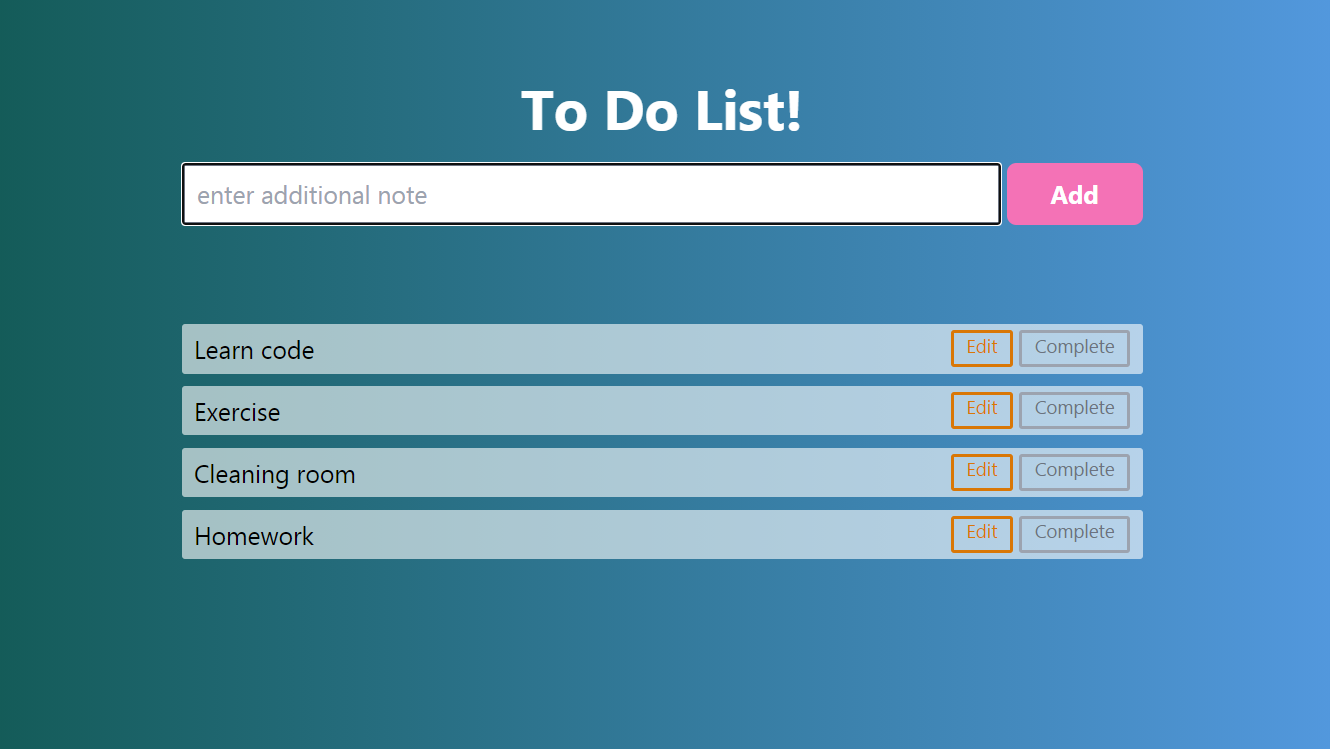 To Do List!
enter additional note Add
Learn code Edit Complete
Exercise Edit Complete
Cleaning room Edit Complete
Homework Edit Complete